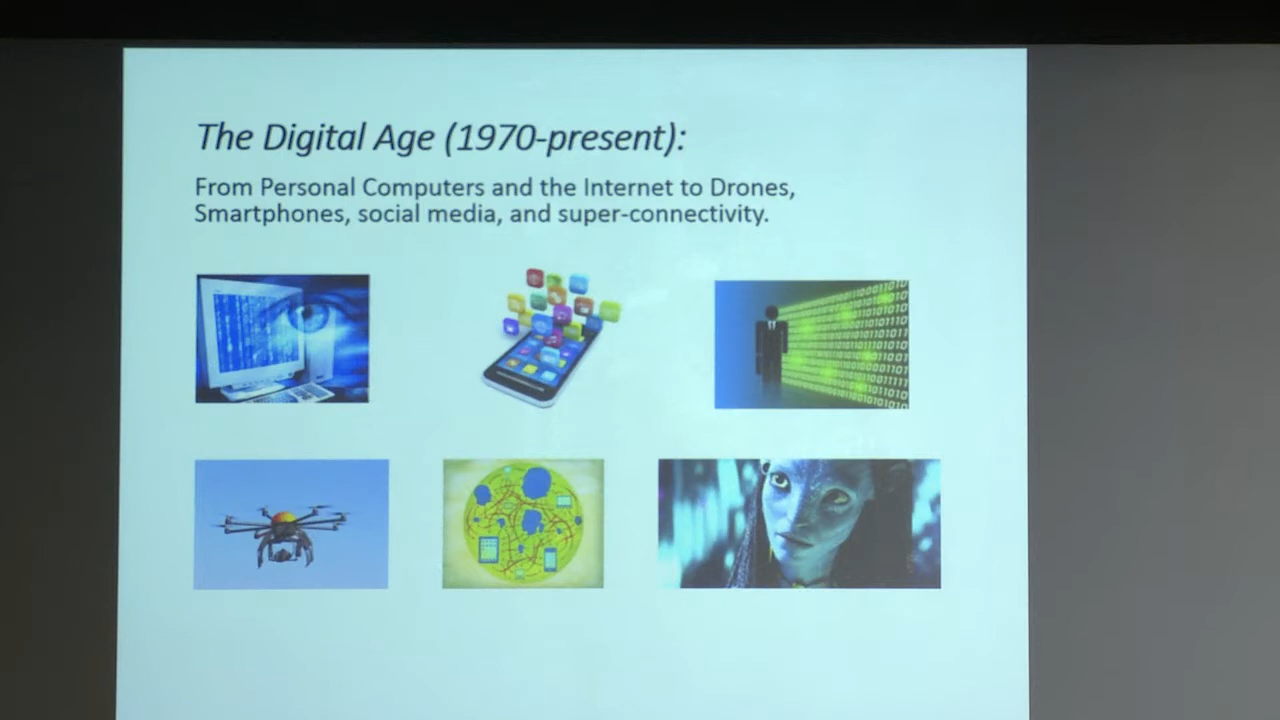 The Digital Age (1970-present):
From Personal Computers and the Internet to Drones,
Smartphones, social media, and super-connectivity.